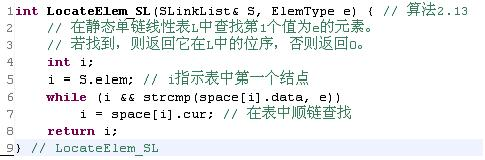 1 int LocateElem_SL(SLinkList& S, ElemType e) { // 算法2.13
2 // 在静态单链线性表L中查找第1个值为e的元素。
3 // 若找到，则返回它在L中的位序，否则返回0。
4 int i;
5 i = S.elem; // i指示表中第一个结点
6 while (i && strcmp(space[i].data, e))
7 i = space[i].cur; // 在表中顺链查找
8 return i;
9 } // LocateElem_SL